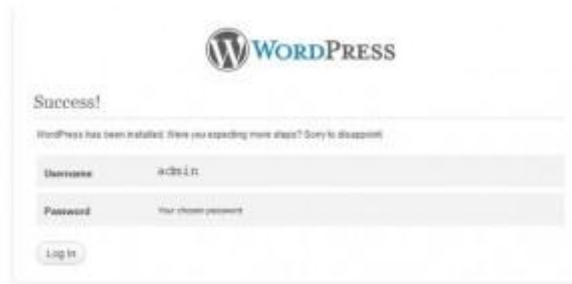 WORDPRESS
Success!
WordPress has been installed. Were you expecting more steps? Sorry to disappoint.
Username admin
Password Your chosen password
Log In